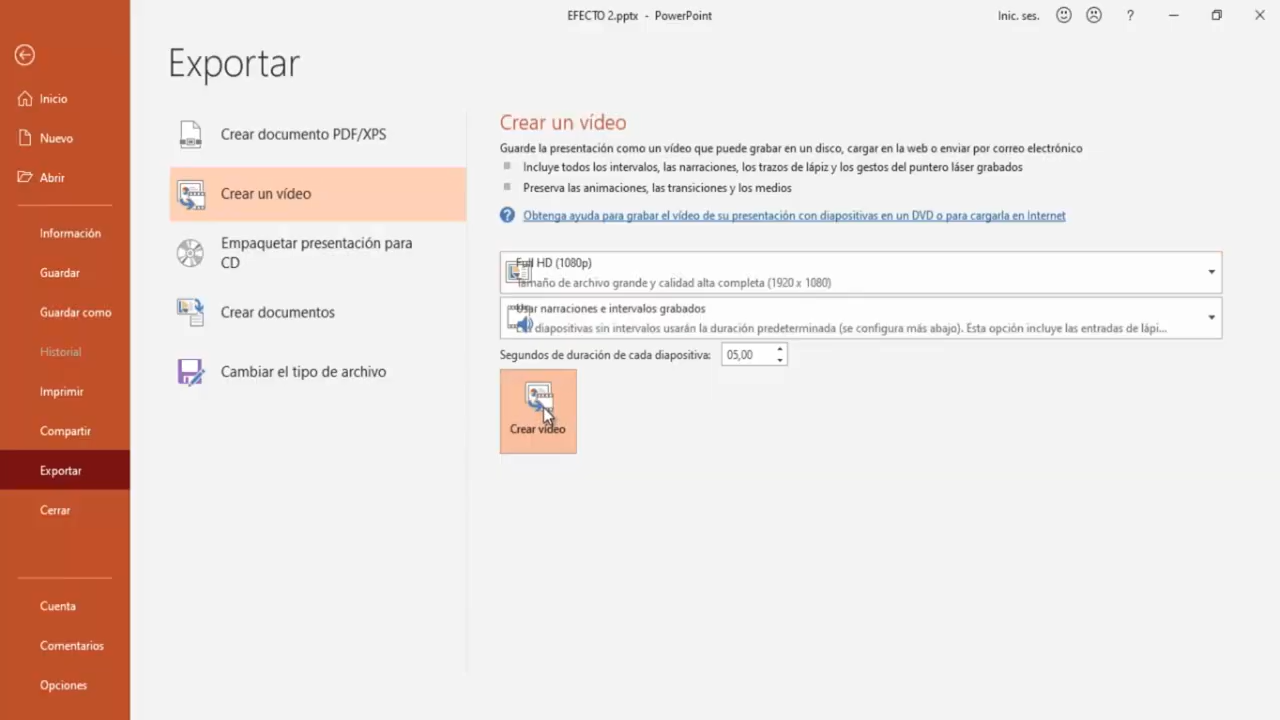 EFECTO 2.pptx - PowerPoint
Inic. ses.
?
Inicio
Nuevo
Abrir
Información
Guardar
Guardar como
Historial
Imprimir
Compartir
Exportar
Cerrar
Cuenta
Comentarios
Opciones
Exportar
Crear documento PDF/XPS
Crear un vídeo
Empaquetar presentación para
CD
Crear documentos
Cambiar el tipo de archivo
Crear un vídeo
Guarde la presentación como un vídeo que puede grabar en un disco, cargar en la web o enviar por correo electrónico
Incluye todos los intervalos, las narraciones, los trazos de lápiz y los gestos del puntero láser grabados
Preserva las animaciones, las transiciones y los medios
Obtenga ayuda para grabar el vídeo de su presentación con diapositivas en un DVD o para cargarla en Internet
Full HD (1080p)
Tamaño de archivo grande y calidad alta completa (1920 x 1080)
Usar narraciones e intervalos grabados
diapositivas sin intervalos usarán la duración predeterminada (se configura más abajo). Esta opción incluye las entradas de lápi...
Segundos de duración de cada diapositiva: 05,00
Crear vídeo